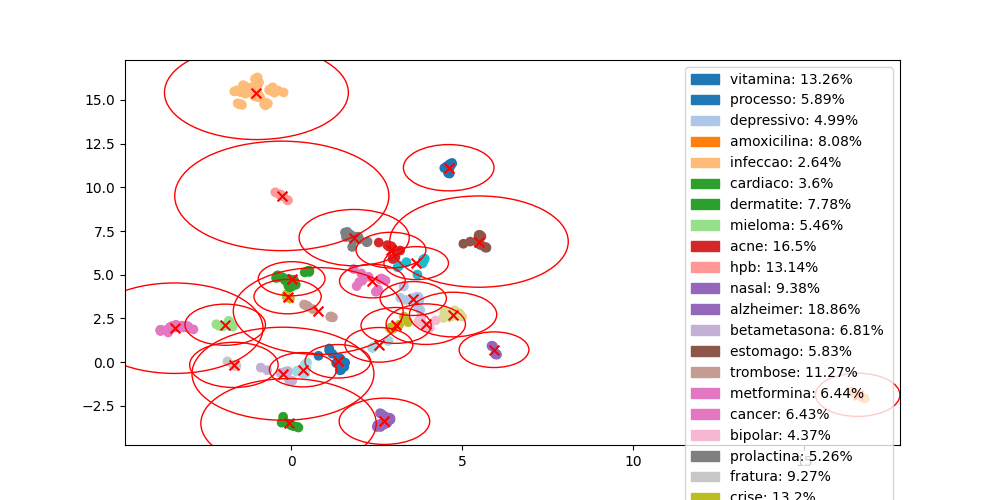 15.0
12.5
10.0
7.5
5.0
2.5
0.0
−2.5
0
5
10
15
vitamina: 13.26%
processo: 5.89%
depressivo: 4.99%
amoxicilina: 8.08%
infeccao: 2.64%
cardiaco: 3.6%
dermatite: 7.78%
mieloma: 5.46%
acne: 16.5%
hpb: 13.14%
nasal: 9.38%
alzheimer: 18.86%
betametasona: 6.81%
estomago: 5.83%
trombose: 11.27%
metformina: 6.44%
cancer: 6.43%
bipolar: 4.37%
prolactina: 5.26%
fratura: 9.27%
crise: 13.2%